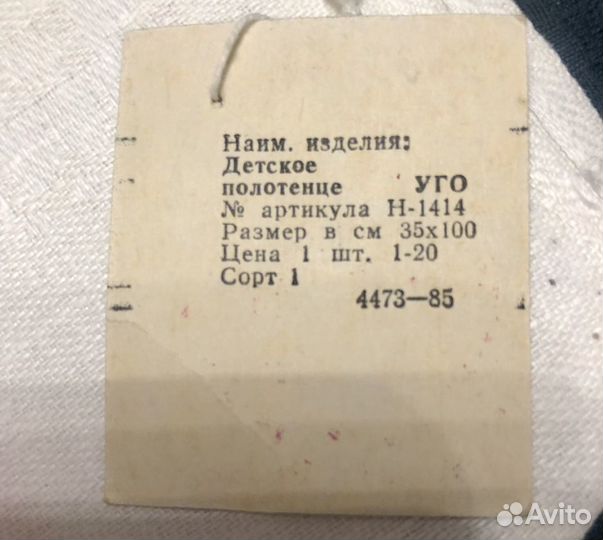 Наим. изделия:
Детское
полотенце УГО
№ артикула Н-1414
Размер в см 35х100
Цена 1 шт. 1-20
Сорт 1
4473—85
Avito